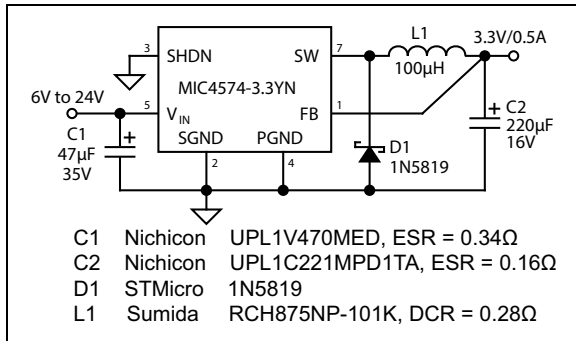 3
SHDN
SW
7
L1
100µH
3.3V/0.5A
MIC4574-3.3YN
6V to 24V
5
VIN
FB
1
C1
47µF
35V
+
SGND
PGND
2
4
D1
1N5819
+
C2
220µF
16V
C1 Nichicon UPL1V470MED, ESR = 0.34Ω
C2 Nichicon UPL1C221MPD1TA, ESR = 0.16Ω
D1 STMicro 1N5819
L1 Sumida RCH875NP-101K, DCR = 0.28Ω